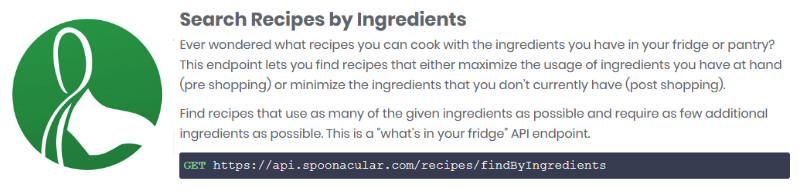 Search Recipes by Ingredients
Ever wondered what recipes you can cook with the ingredients you have in your fridge or pantry?
This endpoint lets you find recipes that either maximize the usage of ingredients you have at hand
(pre shopping) or minimize the ingredients that you don't currently have (post shopping).
Find recipes that use as many of the given ingredients as possible and require as few additional
ingredients as possible. This is a "what's in your fridge" API endpoint.
GET https://api.spoonacular.com/recipes/findByIngredients